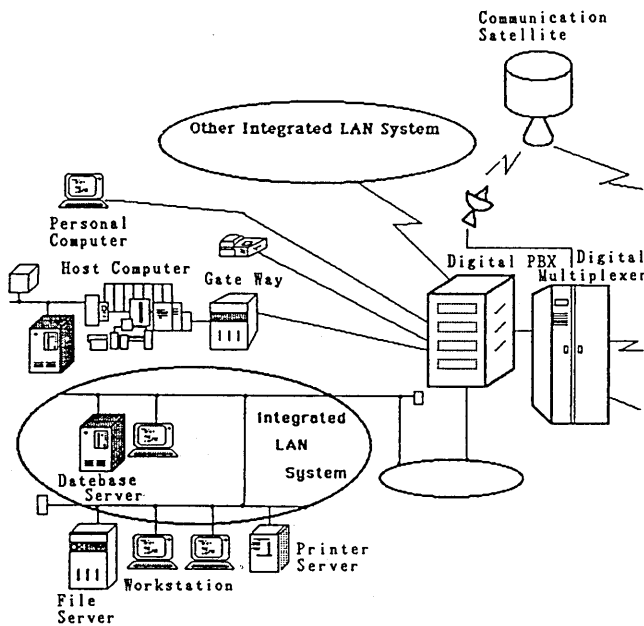 Communication
Satellite
Other Integrated LAN System
Personal
Computer
Host Computer
Gate Way
Digital PBX
Digital
Multiplexer
Integrated
LAN
System
Datebase
Server
Printer
Server
Workstation
File
Server